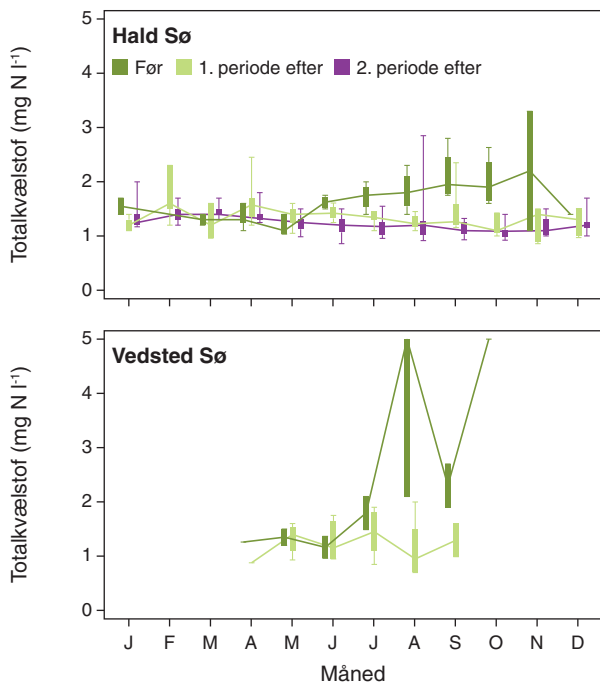 Hald Sø
Før 1. periode efter 2. periode efter
Totalkvælstof (mg N l-1)
5
4
3
2
1
0
Vedsted Sø
Totalkvælstof (mg N l-1)
5
4
3
2
1
0
J F M A M J J A S O N D
Måned